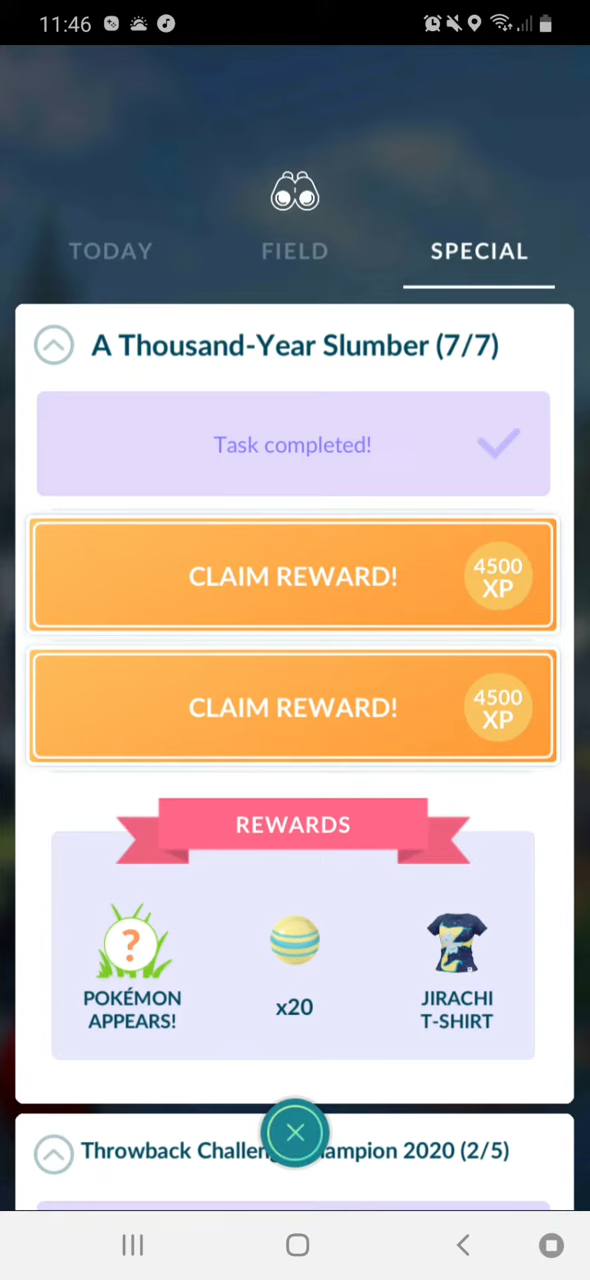 11:46
TODAY
FIELD
SPECIAL
A Thousand-Year Slumber (7/7)
Task completed!
CLAIM REWARD!
4500
XP
CLAIM REWARD!
4500
XP
REWARDS
?
POKÉMON
APPEARS!
x20
JIRACHI
T-SHIRT
Throwback Challen ampion 2020 (2/5)